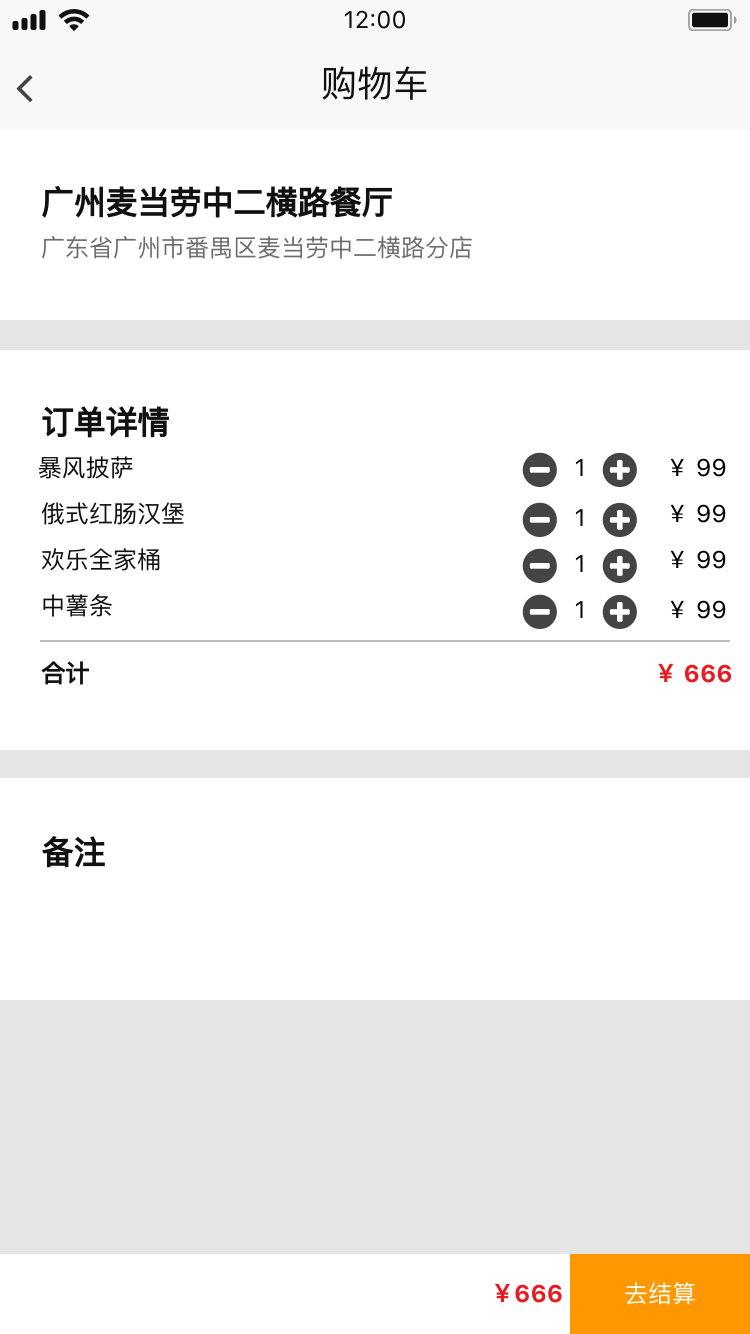 12:00
购物车
广州麦当劳中二横路餐厅
广东省广州市番禺区麦当劳中二横路分店
订单详情
暴风披萨 1 ¥ 99
俄式红肠汉堡 1 ¥ 99
欢乐全家桶 1 ¥ 99
中薯条 1 ¥ 99
合计 ¥ 666
备注
¥666 去结算